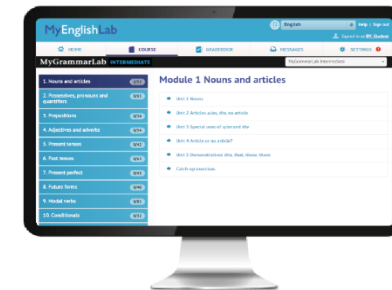 MyEnglishLab
English
Help | Sign out
Signed in as
HOME
COURSE
GRADEBOOK
MESSAGES
SETTINGS
MyGrammarLab INTERMEDIATE
MyGrammarLab Intermediate
1. Nouns and articles
2. Possessives, pronouns and quantifiers
3. Prepositions
4. Adjectives and adverbs
5. Present tenses
6. Past tenses
7. Present perfect
8. Future forms
9. Modal verbs
10. Conditionals
Module 1 Nouns and articles
Unit 1 Nouns
Unit 2 Articles a/an, the, no article
Unit 3 Special uses of a/an and the
Unit 4 Article or no article?
Unit 5 Demonstratives this, that, these, those
Catch-up exercises